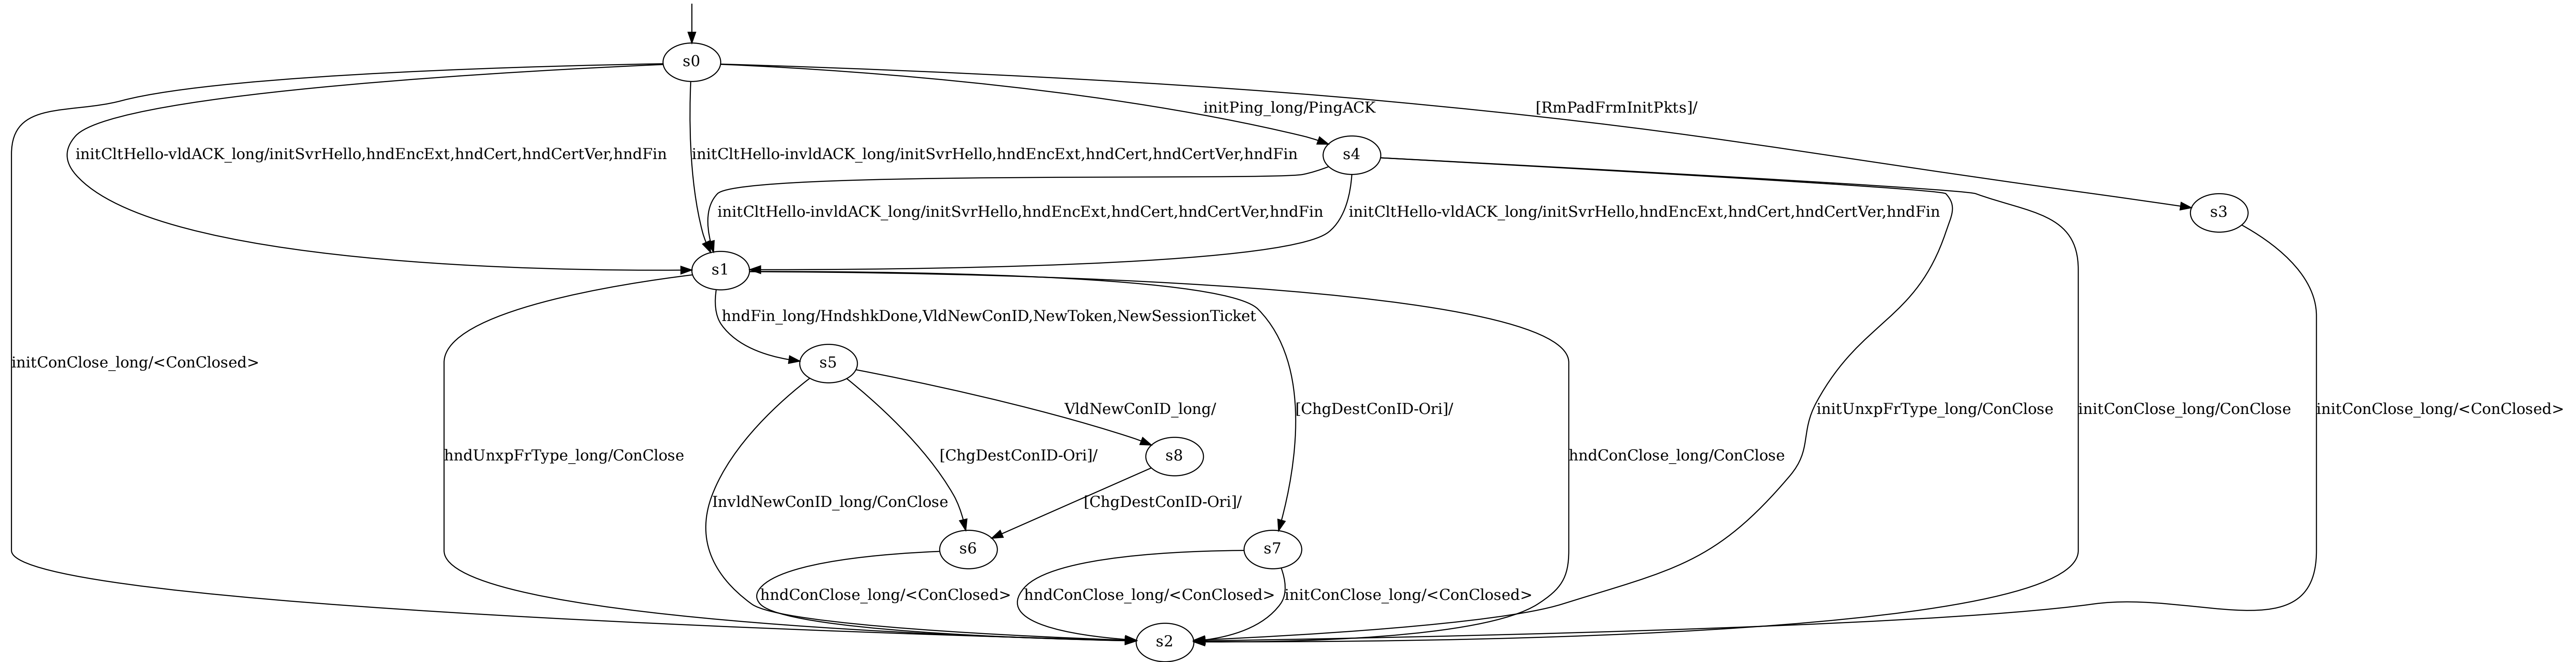 s0
initPing_long/PingACK
[RmPadFrmInitPkts]/
initCltHello-vldACK_long/initSvrHello,hndEncExt,hndCert,hndCertVer,hndFin
initCltHello-invldACK_long/initSvrHello,hndEncExt,hndCert,hndCertVer,hndFin
s4
initCltHello-invldACK_long/initSvrHello,hndEncExt,hndCert,hndCertVer,hndFin
initCltHello-vldACK_long/initSvrHello,hndEncExt,hndCert,hndCertVer,hndFin
s3
s1
hndFin_long/HndshkDone,VldNewConID,NewToken,NewSessionTicket
initConClose_long/<ConClosed>
s5
VldNewConID_long/
[ChgDestConID-Ori]/
initUnxpFrType_long/ConClose
initConClose_long/ConClose
initConClose_long/<ConClosed>
hndUnxpFrType_long/ConClose
[ChgDestConID-Ori]/
s8
hndConClose_long/ConClose
InvldNewConID_long/ConClose
[ChgDestConID-Ori]/
s6
s7
hndConClose_long/<ConClosed>
hndConClose_long/<ConClosed>
initConClose_long/<ConClosed>
s2